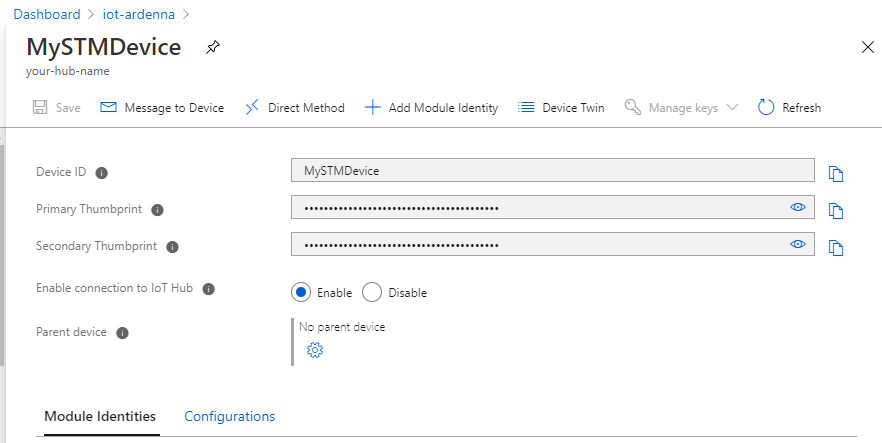 Dashboard > iot-ardenna >
MySTMDevice
your-hub-name
Save Message to Device Direct Method Add Module Identity Device Twin Manage keys Refresh
Device ID MySTMDevice
Primary Thumbprint ••••••••••••••••••••••••••••••••••••••••
Secondary Thumbprint ••••••••••••••••••••••••••••••••••••••••
Enable connection to IoT Hub Enable Disable
Parent device No parent device
Module Identities Configurations